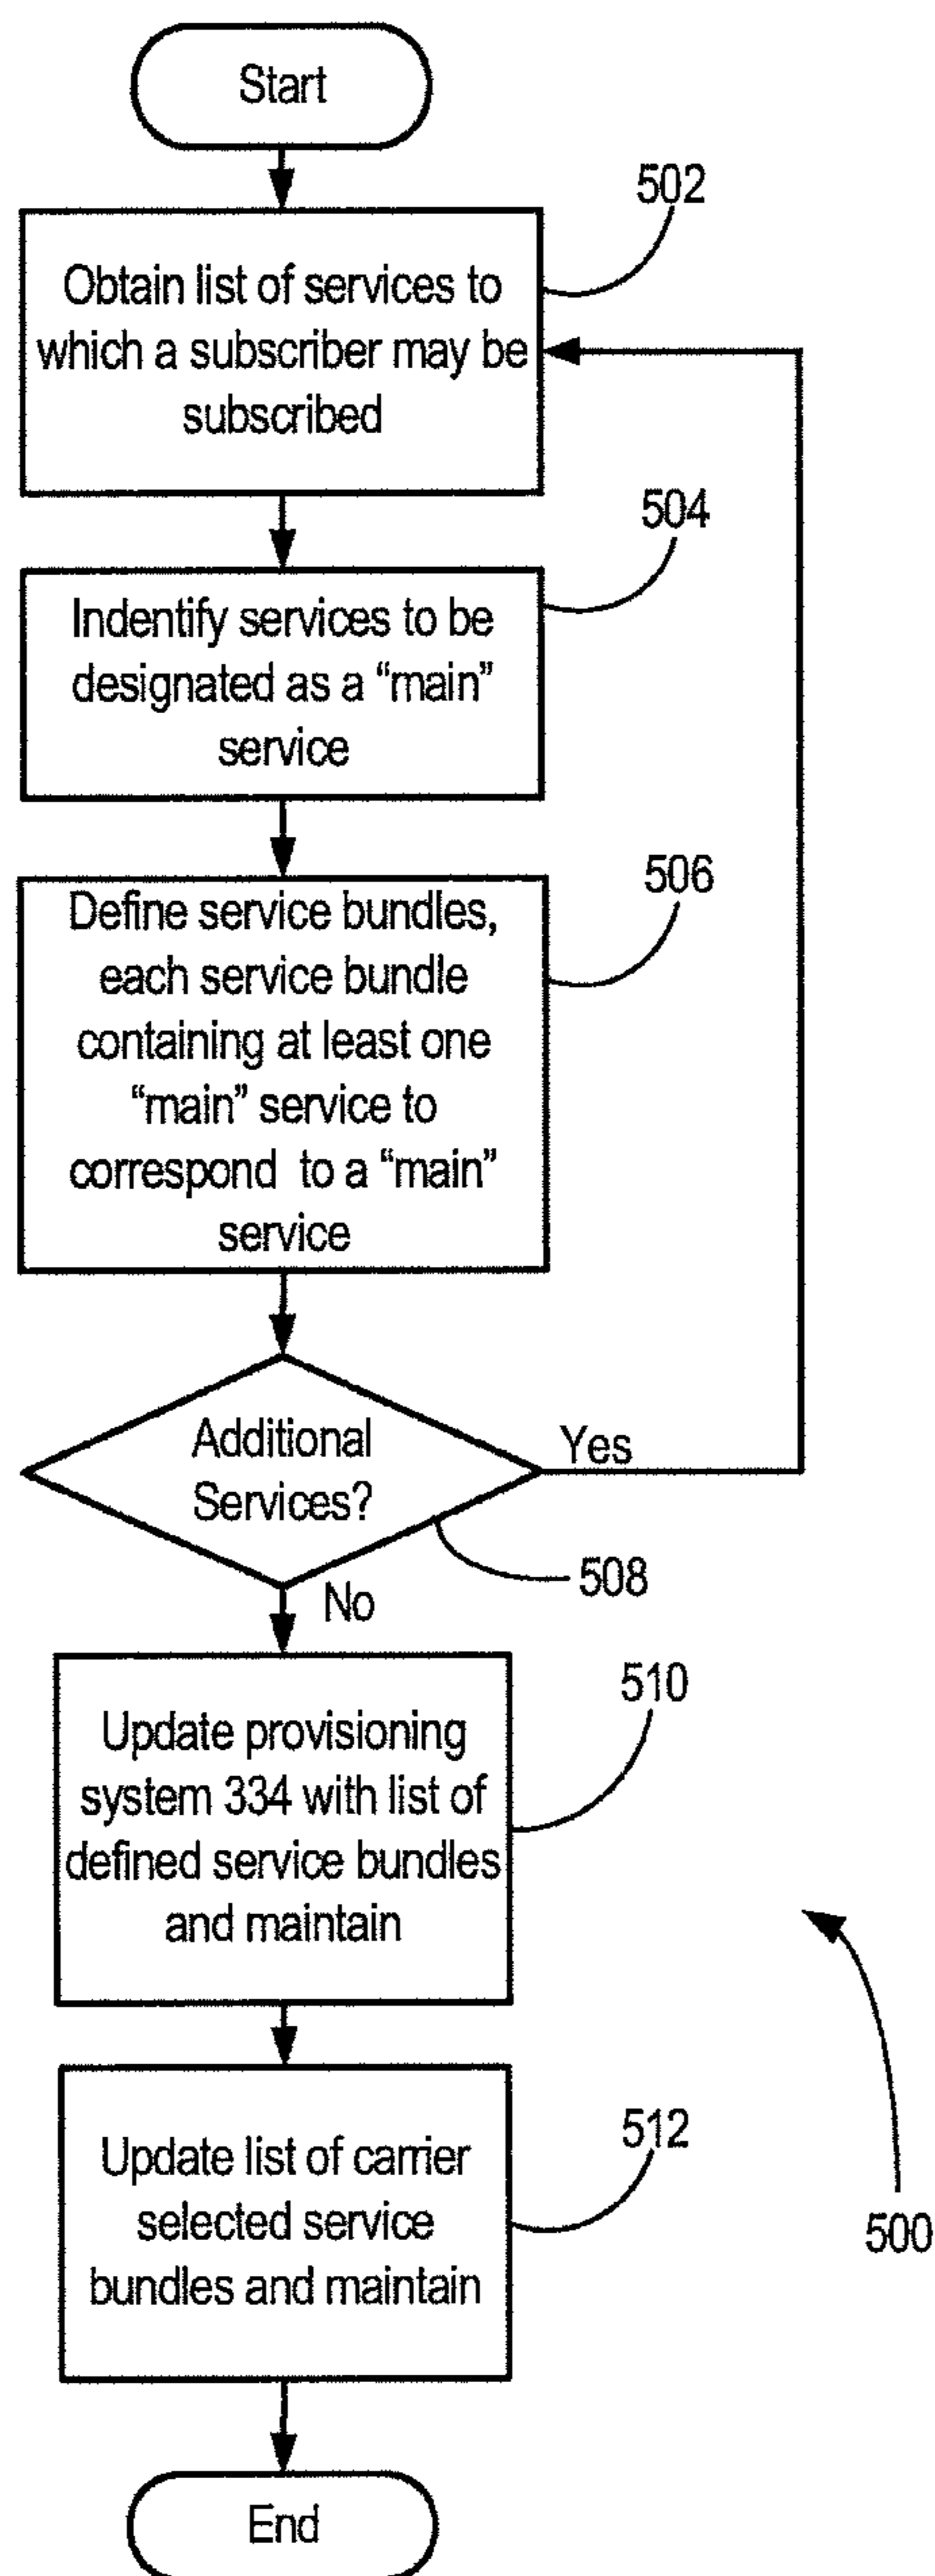 Start
502
Obtain list of services to
which a subscriber may be
subscribed
504
Indentify services to be
designated as a “main”
service
506
Define service bundles,
each service bundle
containing at least one
“main” service to
correspond to a “main”
service
Additional
Services?
Yes
508
No
510
Update provisioning
system 334 with list of
defined service bundles
and maintain
512
Update list of carrier
selected service
bundles and maintain
500
End